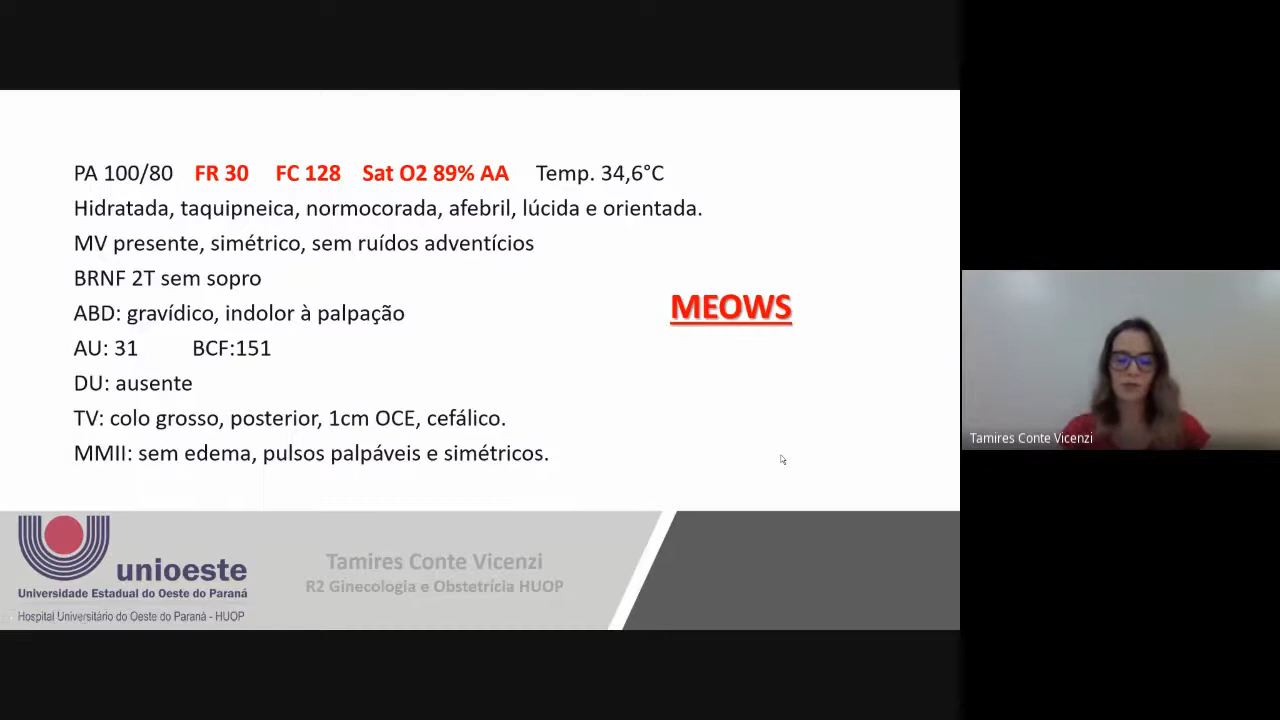 PA 100/80 FR 30 FC 128 Sat O2 89% AA Temp. 34,6°C
Hidratada, taquipneica, normocorada, afebril, lúcida e orientada.
MV presente, simétrico, sem ruídos adventícios
BRNF 2T sem sopro
ABD: gravídico, indolor à palpação
AU: 31 BCF:151
DU: ausente
TV: colo grosso, posterior, 1cm OCE, cefálico.
MMII: sem edema, pulsos palpáveis e simétricos.
MEOWS
unioeste
Universidade Estadual do Oeste do Paraná
Hospital Universitário do Oeste do Paraná - HUOP
Tamires Conte Vicenzi
R2 Ginecologia e Obstetrícia HUOP
Tamires Conte Vicenzi